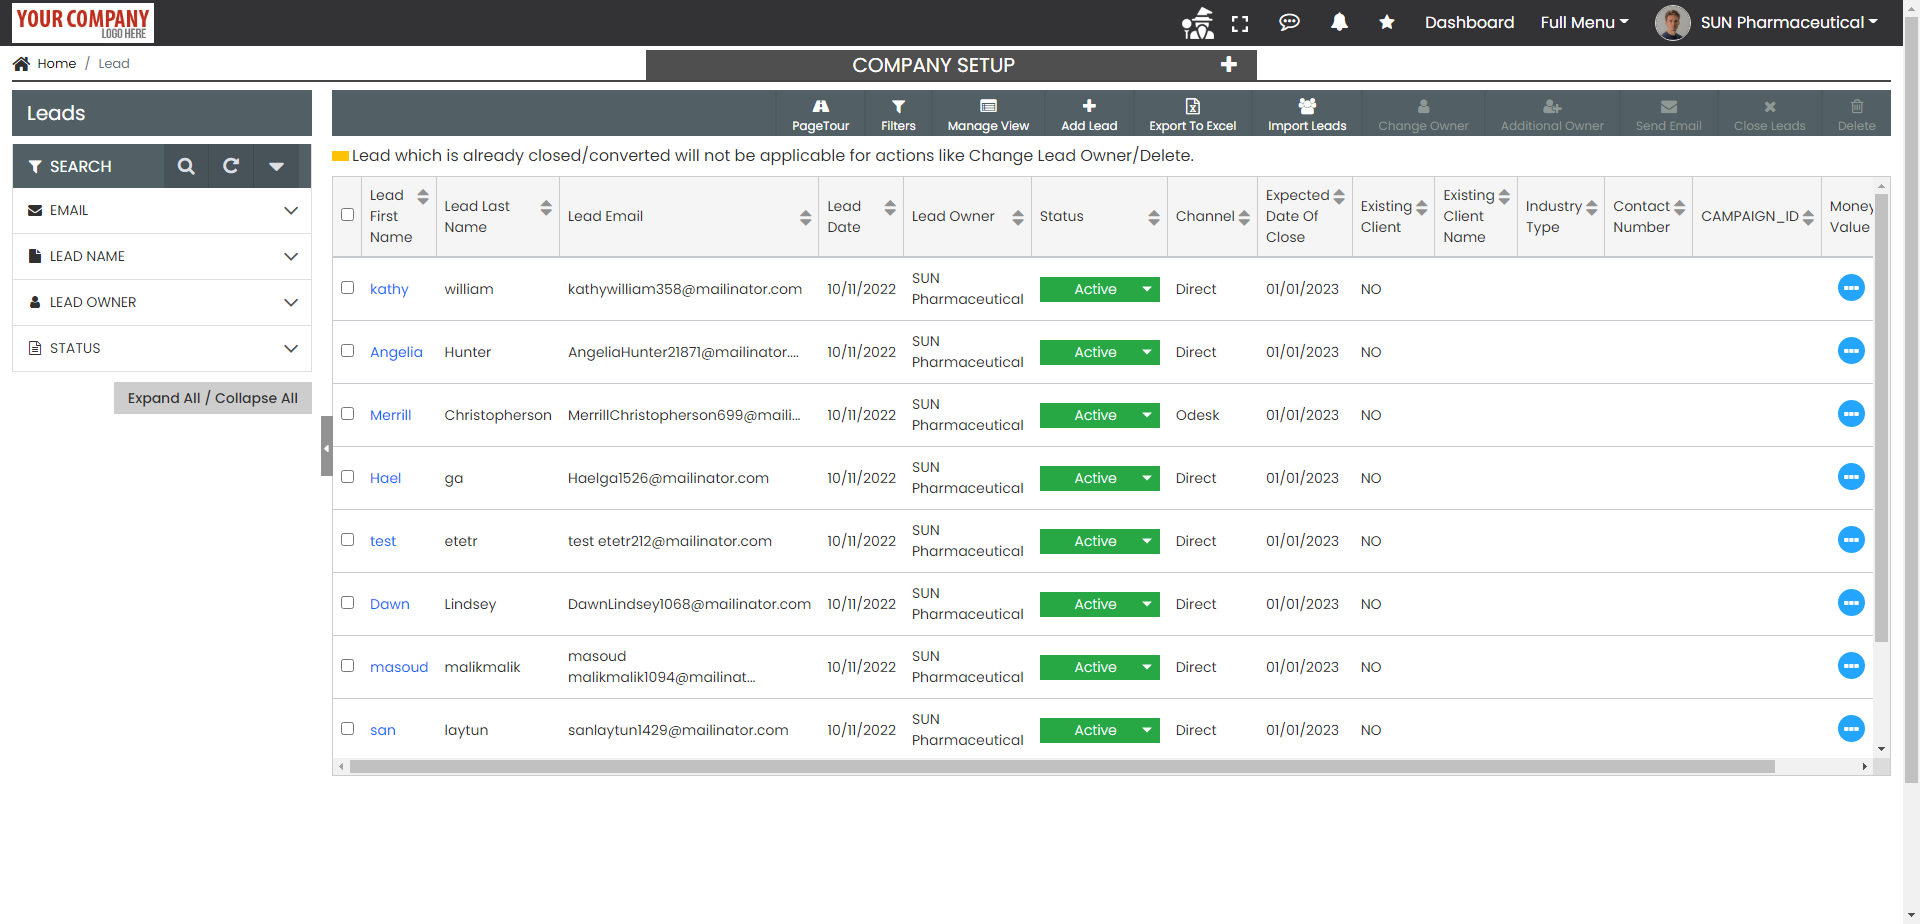 YOUR COMPANY
LOGO HERE
Dashboard
Full Menu
SUN Pharmaceutical
Home / Lead
COMPANY SETUP
Leads
PageTour
Filters
Manage View
Add Lead
Export To Excel
Import Leads
Change Owner
Additional Owner
Send Email
Close Leads
Delete
SEARCH
EMAIL
LEAD NAME
LEAD OWNER
STATUS
Expand All / Collapse All
Lead which is already closed/converted will not be applicable for actions like Change Lead Owner/Delete.
Lead First Name
Lead Last Name
Lead Email
Lead Date
Lead Owner
Status
Channel
Expected Date Of Close
Existing Client
Existing Client Name
Industry Type
Contact Number
CAMPAIGN_ID
Money Value
kathy william kathywilliam358@mailinator.com 10/11/2022 SUN Pharmaceutical Active Direct 01/01/2023 NO
Angelia Hunter AngeliaHunter21871@mailinator.... 10/11/2022 SUN Pharmaceutical Active Direct 01/01/2023 NO
Merrill Christopherson MerrillChristopherson699@maili... 10/11/2022 SUN Pharmaceutical Active Odesk 01/01/2023 NO
Hael ga Haelga1526@mailinator.com 10/11/2022 SUN Pharmaceutical Active Direct 01/01/2023 NO
test etetr test etetr212@mailinator.com 10/11/2022 SUN Pharmaceutical Active Direct 01/01/2023 NO
Dawn Lindsey DawnLindsey1068@mailinator.com 10/11/2022 SUN Pharmaceutical Active Direct 01/01/2023 NO
masoud malikmalik masoud malikmalik1094@mailinat... 10/11/2022 SUN Pharmaceutical Active Direct 01/01/2023 NO
san laytun sanlaytun1429@mailinator.com 10/11/2022 SUN Pharmaceutical Active Direct 01/01/2023 NO